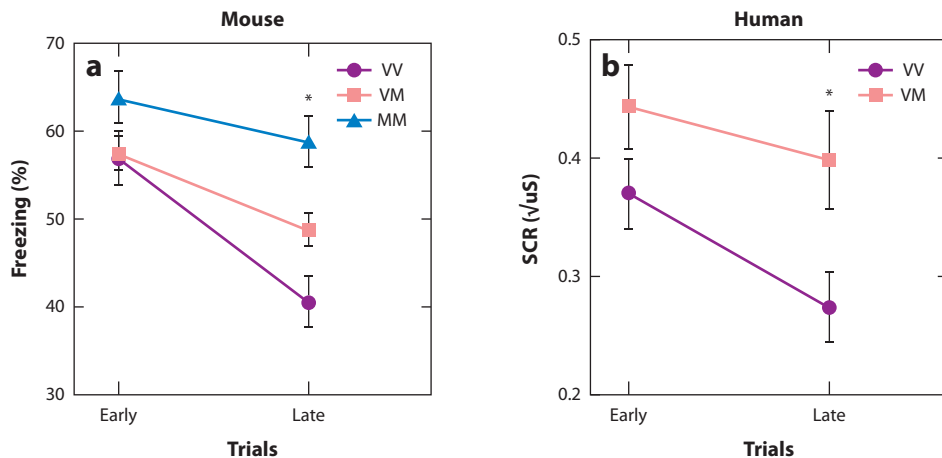 Mouse
a
VV
VM
MM
*
70
60
50
40
30
Freezing (%)
Early
Late
Trials
Human
b
VV
VM
*
0.5
0.4
0.3
0.2
SCR (√uS)
Early
Late
Trials